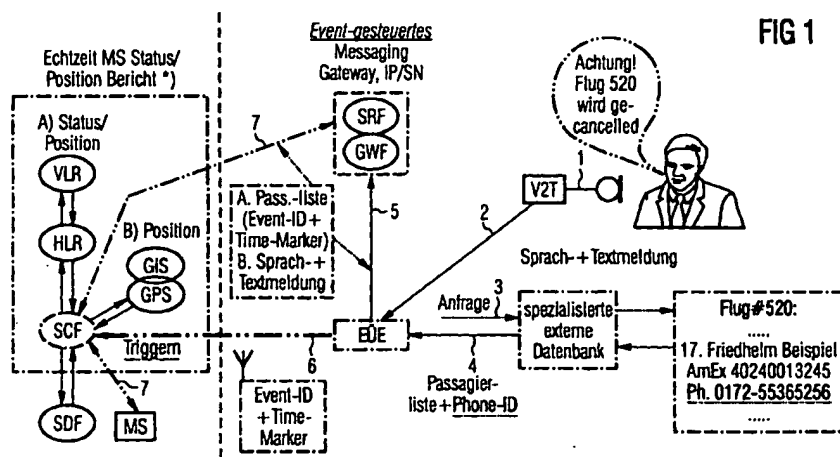 FIG 1
Echtzeit MS Status/
Position Bericht *)
A) Status/
Position
VLR
HLR
B) Position
GIS
GPS
SCF
SDF
MS
7
Triggern
6
Event-gesteuertes
Messaging
Gateway, IP/SN
SRF
GWF
7
5
A. Pass.-liste
(Event-ID+
Time-Marker)
B. Sprach-+
Textmeldung
Event-ID
+Time-
Marker
EDE
2
V2T
1
Achtung!
Flug 520
wird ge-
cancelled
Sprach-+Textmeldung
Anfrage
3
4
Passagier-
liste+Phone-ID
spezialisierte
externe
Datenbank
Flug#520:
.....
17. Friedhelm Beispiel
AmEx 40240013245
Ph. 0172-55365256
.....